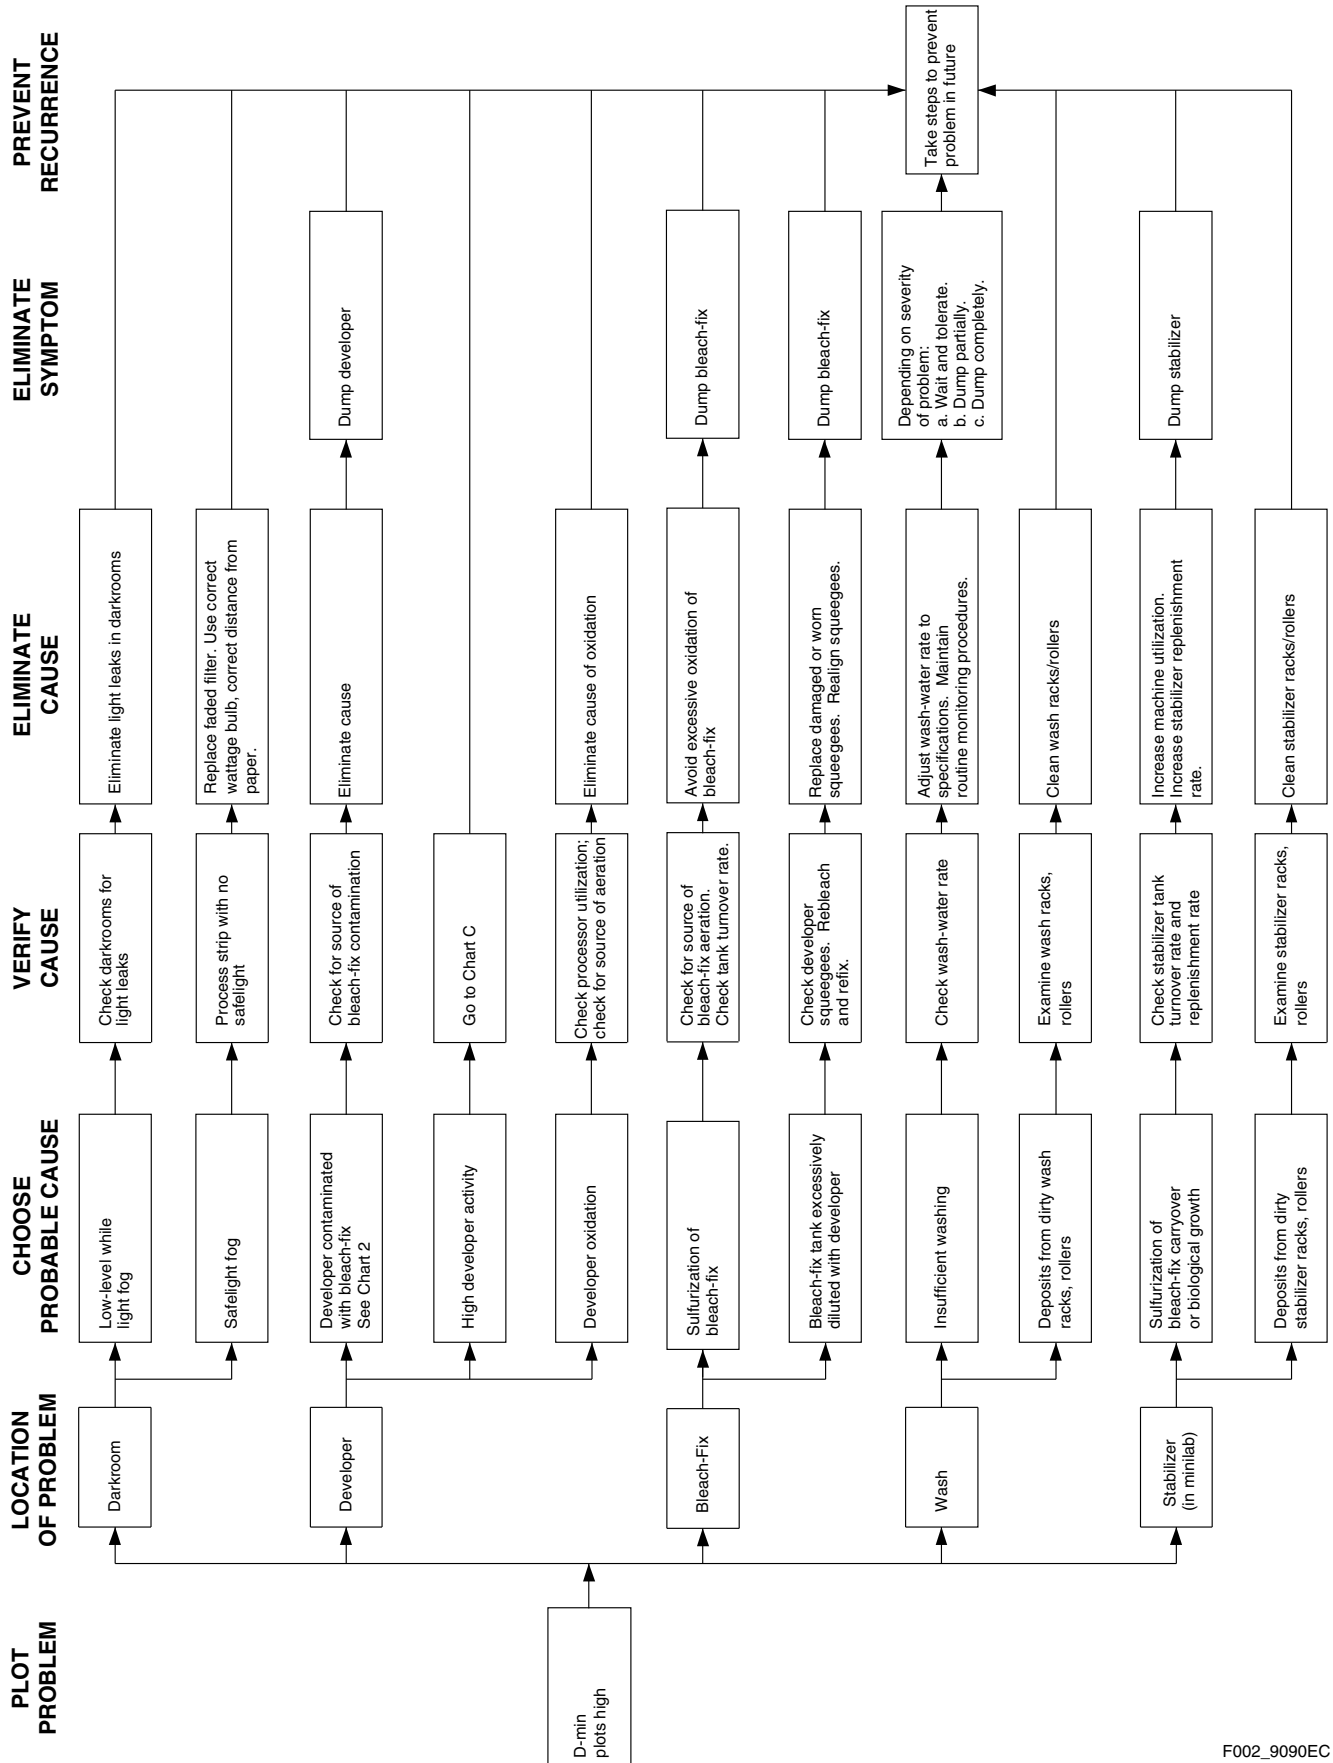 PLOT
PROBLEM
LOCATION
OF PROBLEM
CHOOSE
PROBABLE CAUSE
VERIFY
CAUSE
ELIMINATE
CAUSE
ELIMINATE
SYMPTOM
PREVENT
RECURRENCE
D-min
plots high
Darkroom
Low-level while
light fog
Check darkrooms for
light leaks
Eliminate light leaks in darkrooms
Safelight fog
Process strip with no
safelight
Replace faded filter. Use correct
wattage bulb, correct distance from
paper.
Developer
Developer contaminated
with bleach-fix
See Chart 2
Check for source of
bleach-fix contamination
Eliminate cause
Dump developer
High developer activity
Go to Chart C
Developer oxidation
Check processor utilization;
check for source of aeration
Eliminate cause of oxidation
Bleach-Fix
Sulfurization of
bleach-fix
Check for source of
bleach-fix aeration.
Check tank turnover rate.
Avoid excessive oxidation of
bleach-fix
Dump bleach-fix
Bleach-fix tank excessively
diluted with developer
Check developer
squeegees. Rebleach
and refix.
Replace damaged or worn
squeegees. Realign squeegees.
Dump bleach-fix
Wash
Insufficient washing
Check wash-water rate
Adjust wash-water rate to
specifications. Maintain
routine monitoring procedures.
Depending on severity
of problem:
a. Wait and tolerate.
b. Dump partially.
c. Dump completely.
Take steps to prevent
problem in future
Deposits from dirty wash
racks, rollers
Examine wash racks,
rollers
Clean wash racks/rollers
Stabilizer
(in minilab)
Sulfurization of
bleach-fix carryover
or biological growth
Check stabilizer tank
turnover rate and
replenishment rate
Increase machine utilization.
Increase stabilizer replenishment
rate.
Dump stabilizer
Deposits from dirty
stabilizer racks, rollers
Examine stabilizer racks,
rollers
Clean stabilizer racks/rollers
F002_9090EC